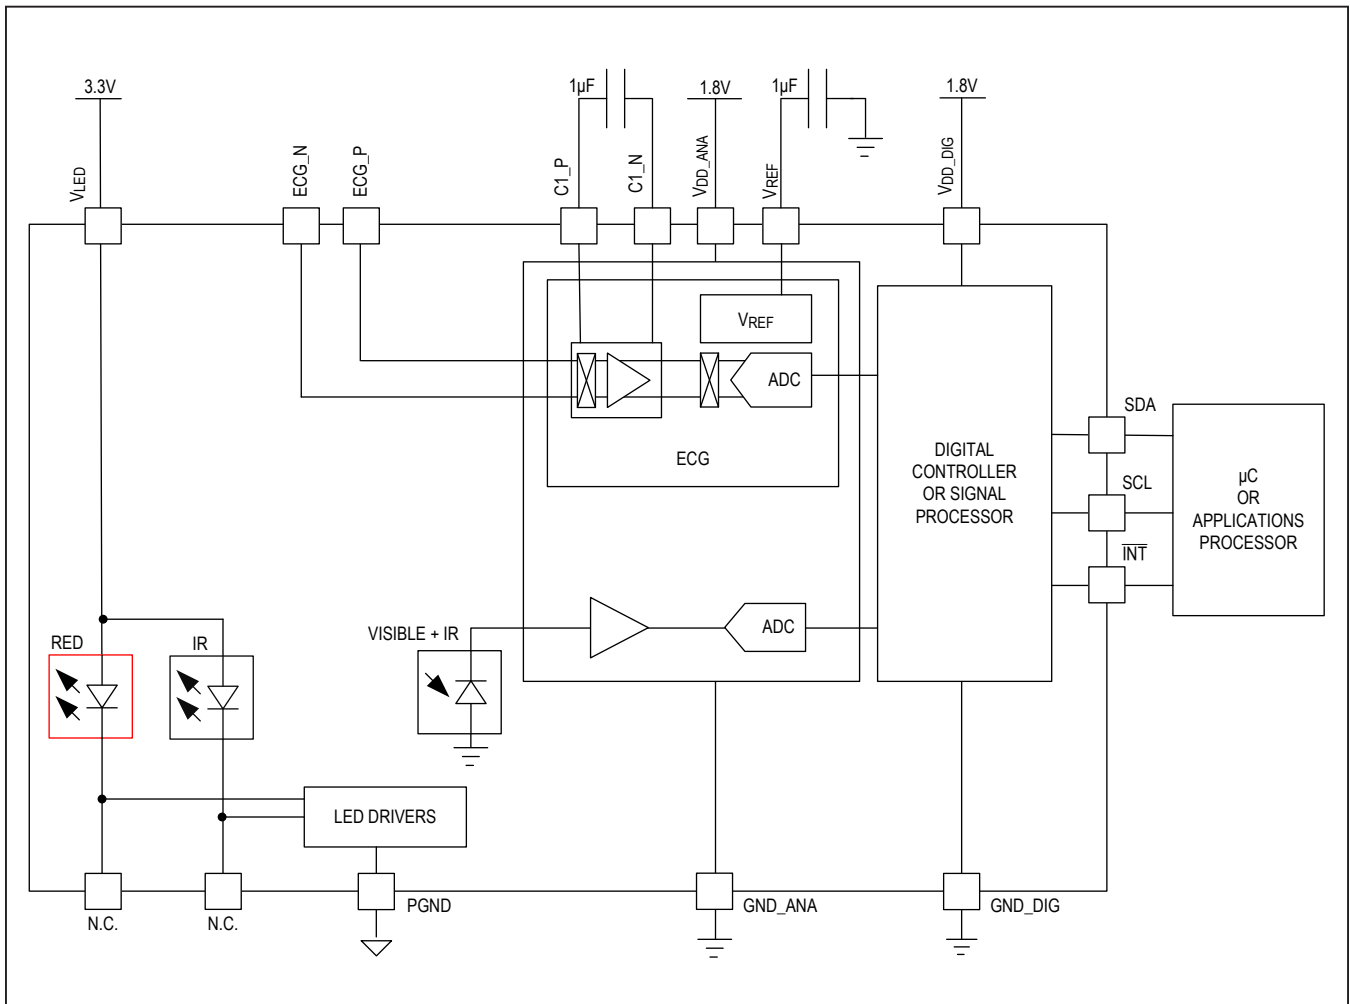 3.3V
1µF
1.8V
1µF
1.8V
VLED
ECG_N
ECG_P
C1_P
C1_N
VDD_ANA
VREF
VDD_DIG
VREF
ADC
ECG
DIGITAL
CONTROLLER
OR SIGNAL
PROCESSOR
SDA
SCL
INT
µC
OR
APPLICATIONS
PROCESSOR
RED
IR
VISIBLE + IR
ADC
LED DRIVERS
N.C.
N.C.
PGND
GND_ANA
GND_DIG